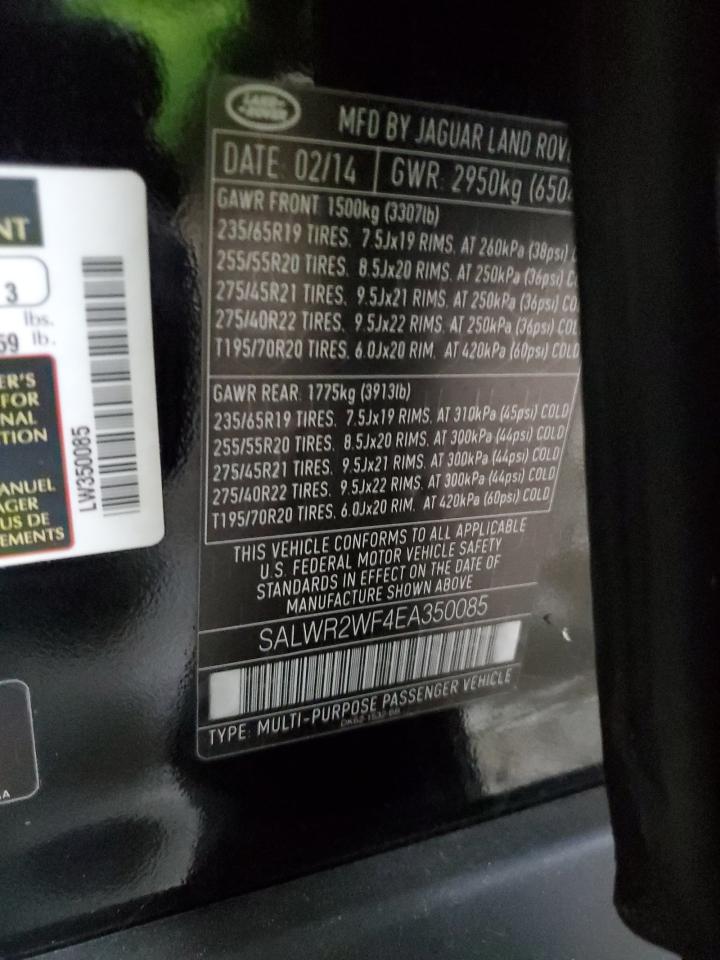 LAND ROVER
MFD BY JAGUAR LAND ROV
DATE: 02/14 GWR: 2950kg (650
GAWR FRONT 1500kg (3307lb)
235/65R19 TIRES. 7.5Jx19 RIMS. AT 260kPa (38psi)
255/55R20 TIRES. 8.5Jx20 RIMS. AT 250kPa (36psi) C
275/45R21 TIRES. 9.5Jx21 RIMS. AT 250kPa (36psi) CO
275/40R22 TIRES. 9.5Jx22 RIMS. AT 250kPa (36psi) COL
T195/70R20 TIRES. 6.0Jx20 RIM. AT 420kPa (60psi) COLD
GAWR REAR 1775kg (3913lb)
235/65R19 TIRES. 7.5Jx19 RIMS. AT 310kPa (45psi) COLD
255/55R20 TIRES. 8.5Jx20 RIMS. AT 300kPa (44psi) COLD
275/45R21 TIRES. 9.5Jx21 RIMS. AT 300kPa (44psi) COLD
275/40R22 TIRES. 9.5Jx22 RIMS. AT 300kPa (44psi) COLD
T195/70R20 TIRES. 6.0Jx20 RIM. AT 420kPa (60psi) COLD
THIS VEHICLE CONFORMS TO ALL APPLICABLE
U.S. FEDERAL MOTOR VEHICLE SAFETY
STANDARDS IN EFFECT ON THE DATE OF
MANUFACTURE SHOWN ABOVE
SALWR2WF4EA350085
TYPE: MULTI-PURPOSE PASSENGER VEHICLE
NT
3
lbs.
59 lb.
ER'S
FOR
NAL
TION
ANUEL
AGER
US DE
EMENTS
LW350085